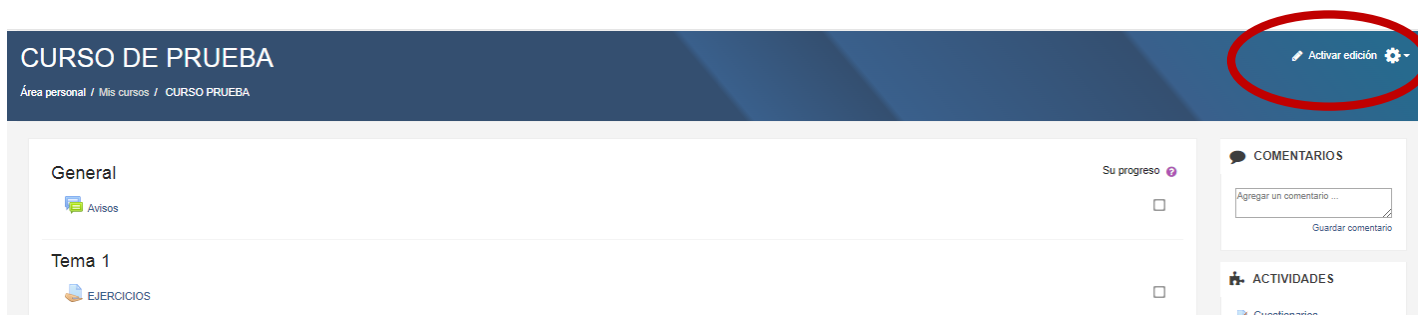 CURSO DE PRUEBA
Activar edición
Área personal / Mis cursos / CURSO PRUEBA
General
Su progreso
Avisos
Tema 1
EJERCICIOS
COMENTARIOS
Agregar un comentario ...
Guardar comentario
ACTIVIDADES
Cuestionarios